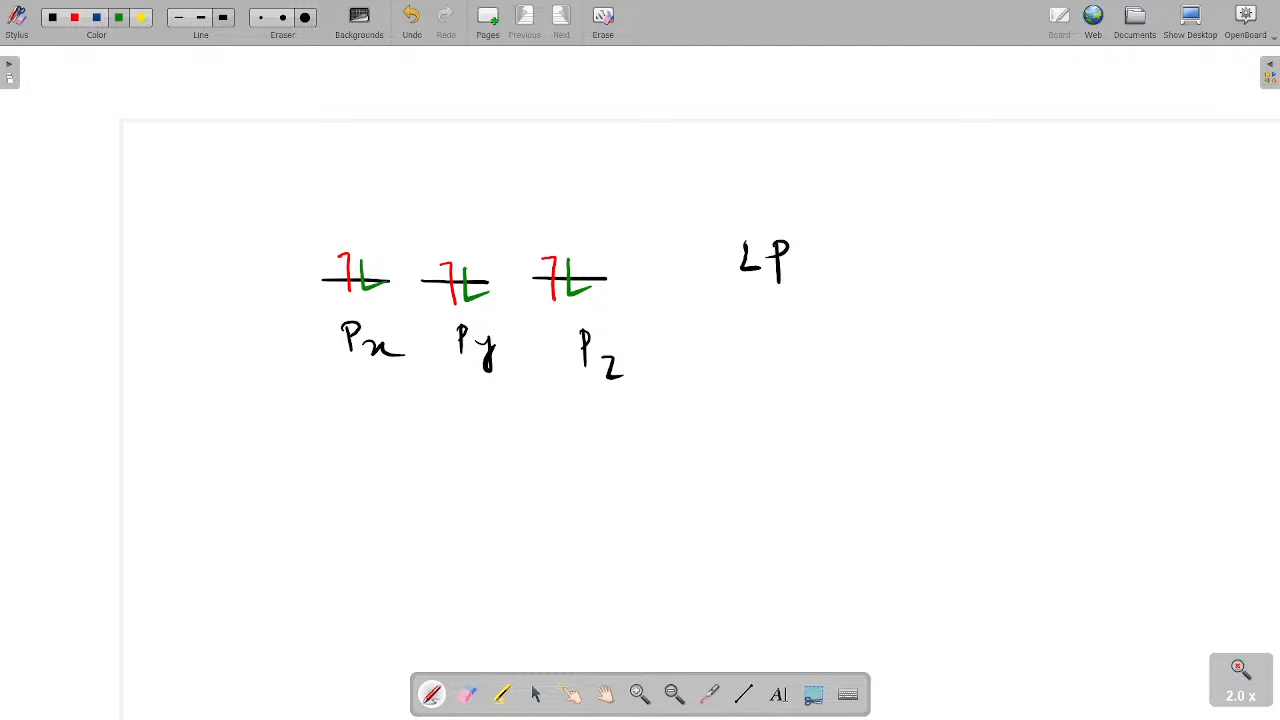 Stylus Color Line Eraser Backgrounds Undo Redo Pages Previous Next Erase Board Web Documents Show Desktop OpenBoard
LP
Px Py Pz
2.0 x